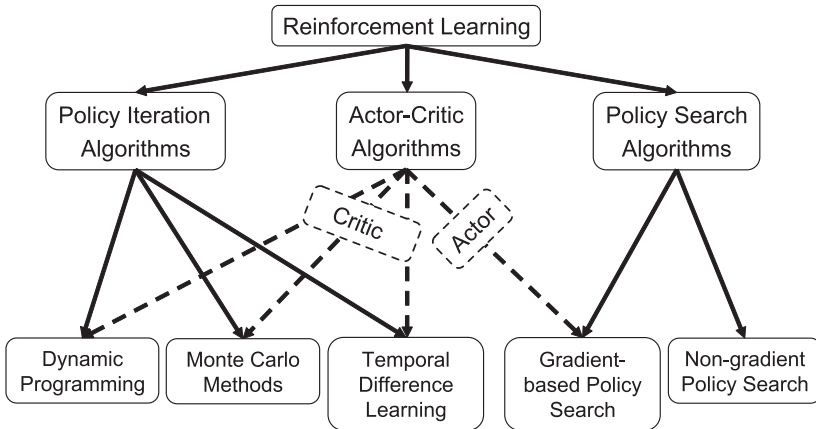 Reinforcement Learning
Policy Iteration
Algorithms
Actor-Critic
Algorithms
Policy Search
Algorithms
Critic
Actor
Dynamic
Programming
Monte Carlo
Methods
Temporal
Difference
Learning
Gradient-
based Policy
Search
Non-gradient
Policy Search